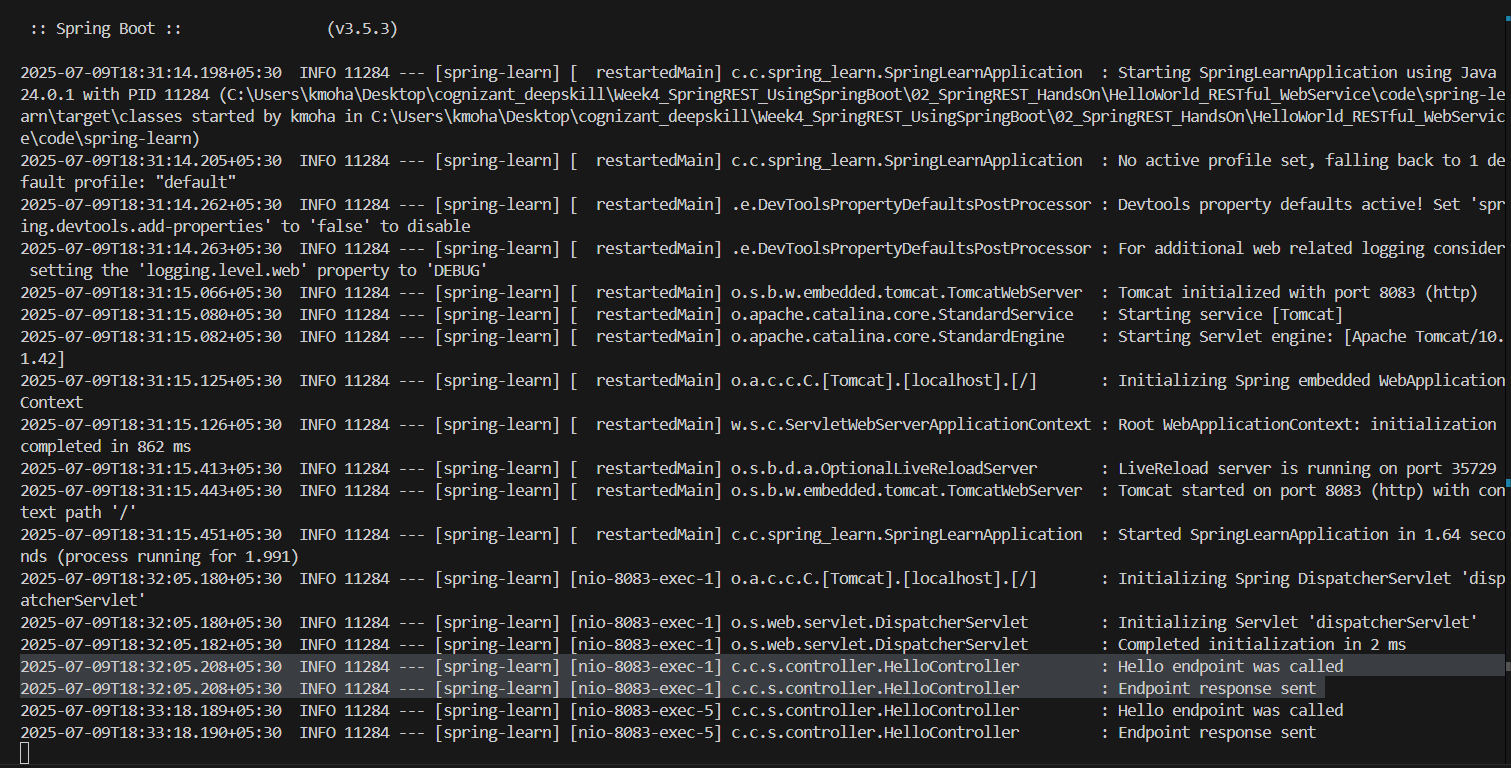 :: Spring Boot ::                (v3.5.3)
2025-07-09T18:31:14.198+05:30  INFO 11284 --- [spring-learn] [  restartedMain] c.c.spring_learn.SpringLearnApplication  : Starting SpringLearnApplication using Java
24.0.1 with PID 11284 (C:\Users\kmoha\Desktop\cognizant_deepskill\Week4_SpringREST_UsingSpringBoot\02_SpringREST_HandsOn\HelloWorld_RESTful_WebService\code\spring-le
arn\target\classes started by kmoha in C:\Users\kmoha\Desktop\cognizant_deepskill\Week4_SpringREST_UsingSpringBoot\02_SpringREST_HandsOn\HelloWorld_RESTful_WebServic
e\code\spring-learn)
2025-07-09T18:31:14.205+05:30  INFO 11284 --- [spring-learn] [  restartedMain] c.c.spring_learn.SpringLearnApplication  : No active profile set, falling back to 1 de
fault profile: "default"
2025-07-09T18:31:14.262+05:30  INFO 11284 --- [spring-learn] [  restartedMain] .e.DevToolsPropertyDefaultsPostProcessor : Devtools property defaults active! Set 'spr
ing.devtools.add-properties' to 'false' to disable
2025-07-09T18:31:14.263+05:30  INFO 11284 --- [spring-learn] [  restartedMain] .e.DevToolsPropertyDefaultsPostProcessor : For additional web related logging consider
 setting the 'logging.level.web' property to 'DEBUG'
2025-07-09T18:31:15.066+05:30  INFO 11284 --- [spring-learn] [  restartedMain] o.s.b.w.embedded.tomcat.TomcatWebServer  : Tomcat initialized with port 8083 (http)
2025-07-09T18:31:15.080+05:30  INFO 11284 --- [spring-learn] [  restartedMain] o.apache.catalina.core.StandardService   : Starting service [Tomcat]
2025-07-09T18:31:15.082+05:30  INFO 11284 --- [spring-learn] [  restartedMain] o.apache.catalina.core.StandardEngine    : Starting Servlet engine: [Apache Tomcat/10.
1.42]
2025-07-09T18:31:15.125+05:30  INFO 11284 --- [spring-learn] [  restartedMain] o.a.c.c.C.[Tomcat].[localhost].[/]       : Initializing Spring embedded WebApplication
Context
2025-07-09T18:31:15.126+05:30  INFO 11284 --- [spring-learn] [  restartedMain] w.s.c.ServletWebServerApplicationContext : Root WebApplicationContext: initialization
completed in 862 ms
2025-07-09T18:31:15.413+05:30  INFO 11284 --- [spring-learn] [  restartedMain] o.s.b.d.a.OptionalLiveReloadServer       : LiveReload server is running on port 35729
2025-07-09T18:31:15.443+05:30  INFO 11284 --- [spring-learn] [  restartedMain] o.s.b.w.embedded.tomcat.TomcatWebServer  : Tomcat started on port 8083 (http) with con
text path '/'
2025-07-09T18:31:15.451+05:30  INFO 11284 --- [spring-learn] [  restartedMain] c.c.spring_learn.SpringLearnApplication  : Started SpringLearnApplication in 1.64 seco
nds (process running for 1.991)
2025-07-09T18:32:05.180+05:30  INFO 11284 --- [spring-learn] [nio-8083-exec-1] o.a.c.c.C.[Tomcat].[localhost].[/]       : Initializing Spring DispatcherServlet 'disp
atcherServlet'
2025-07-09T18:32:05.180+05:30  INFO 11284 --- [spring-learn] [nio-8083-exec-1] o.s.web.servlet.DispatcherServlet        : Initializing Servlet 'dispatcherServlet'
2025-07-09T18:32:05.182+05:30  INFO 11284 --- [spring-learn] [nio-8083-exec-1] o.s.web.servlet.DispatcherServlet        : Completed initialization in 2 ms
2025-07-09T18:32:05.208+05:30  INFO 11284 --- [spring-learn] [nio-8083-exec-1] c.c.s.controller.HelloController         : Hello endpoint was called
2025-07-09T18:32:05.208+05:30  INFO 11284 --- [spring-learn] [nio-8083-exec-1] c.c.s.controller.HelloController         : Endpoint response sent
2025-07-09T18:33:18.189+05:30  INFO 11284 --- [spring-learn] [nio-8083-exec-5] c.c.s.controller.HelloController         : Hello endpoint was called
2025-07-09T18:33:18.190+05:30  INFO 11284 --- [spring-learn] [nio-8083-exec-5] c.c.s.controller.HelloController         : Endpoint response sent